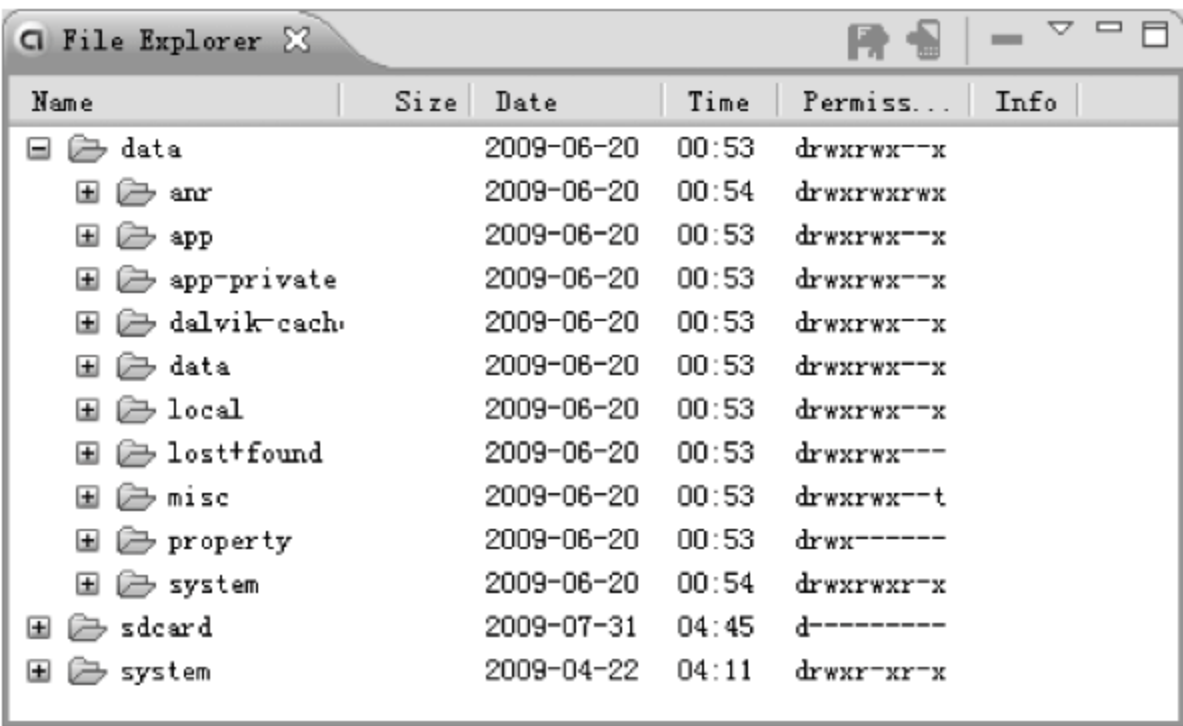 File Explorer
Name Size Date Time Permiss... Info
data 2009-06-20 00:53 drwxrwx--x
anr 2009-06-20 00:54 drwxrwxrwx
app 2009-06-20 00:53 drwxrwx--x
app-private 2009-06-20 00:53 drwxrwx--x
dalvik-cach 2009-06-20 00:53 drwxrwx--x
data 2009-06-20 00:53 drwxrwx--x
local 2009-06-20 00:53 drwxrwx--x
lost+found 2009-06-20 00:53 drwxrwx---
misc 2009-06-20 00:53 drwxrwx--t
property 2009-06-20 00:53 drwx------
system 2009-06-20 00:54 drwxrwxr-x
sdcard 2009-07-31 04:45 d---------
system 2009-04-22 04:11 drwxr-xr-x